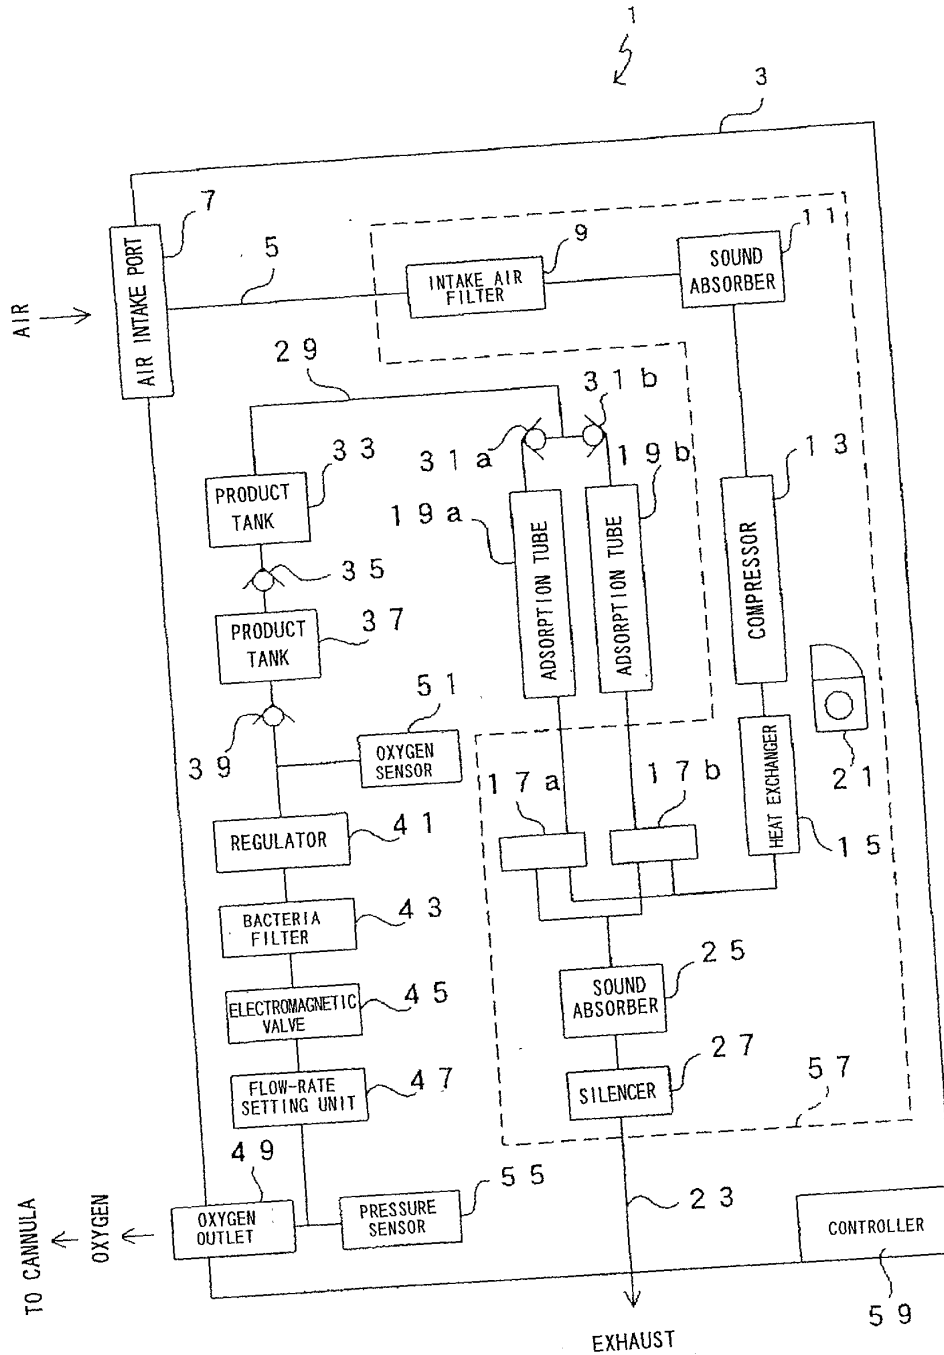 1
3
7
AIR INTAKE PORT
AIR
5
9
INTAKE AIR
FILTER
11
SOUND
ABSORBER
29
31a
31b
33
PRODUCT
TANK
19a
19b
ADSORPTION TUBE
ADSORPTION TUBE
13
COMPRESSOR
35
37
PRODUCT
TANK
39
51
OXYGEN
SENSOR
17a
17b
21
HEAT EXCHANGER
15
REGULATOR
41
BACTERIA
FILTER
43
ELECTROMAGNETIC
VALVE
45
FLOW-RATE
SETTING UNIT
47
SOUND
ABSORBER
25
SILENCER
27
57
49
OXYGEN
OUTLET
PRESSURE
SENSOR
55
23
CONTROLLER
59
OXYGEN
TO CANNULA
EXHAUST